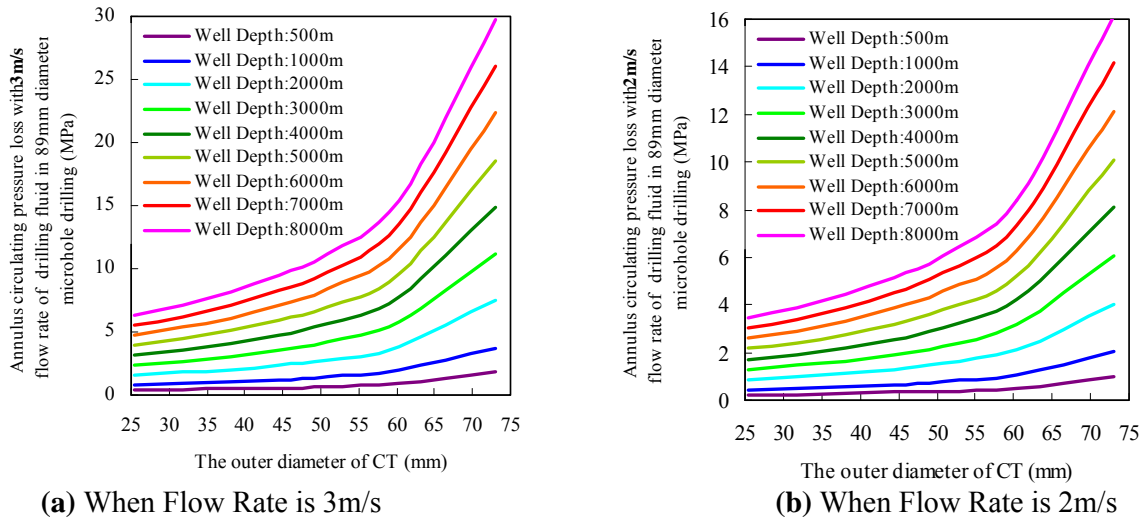 Annulus circulating pressure loss with3m/s
flow rate of drilling fluid in 89mm diameter
microhole drilling (MPa)
30
25
20
15
10
5
0
Well Depth:500m
Well Depth:1000m
Well Depth:2000m
Well Depth:3000m
Well Depth:4000m
Well Depth:5000m
Well Depth:6000m
Well Depth:7000m
Well Depth:8000m
25 30 35 40 45 50 55 60 65 70 75
The outer diameter of CT (mm)
(a) When Flow Rate is 3m/s
Annulus circulating pressure loss with2m/s
flow rate of drilling fluid in 89mm diameter
microhole drilling (MPa)
16
14
12
10
8
6
4
2
0
Well Depth:500m
Well Depth:1000m
Well Depth:2000m
Well Depth:3000m
Well Depth:4000m
Well Depth:5000m
Well Depth:6000m
Well Depth:7000m
Well Depth:8000m
25 30 35 40 45 50 55 60 65 70 75
The outer diameter of CT (mm)
(b) When Flow Rate is 2m/s